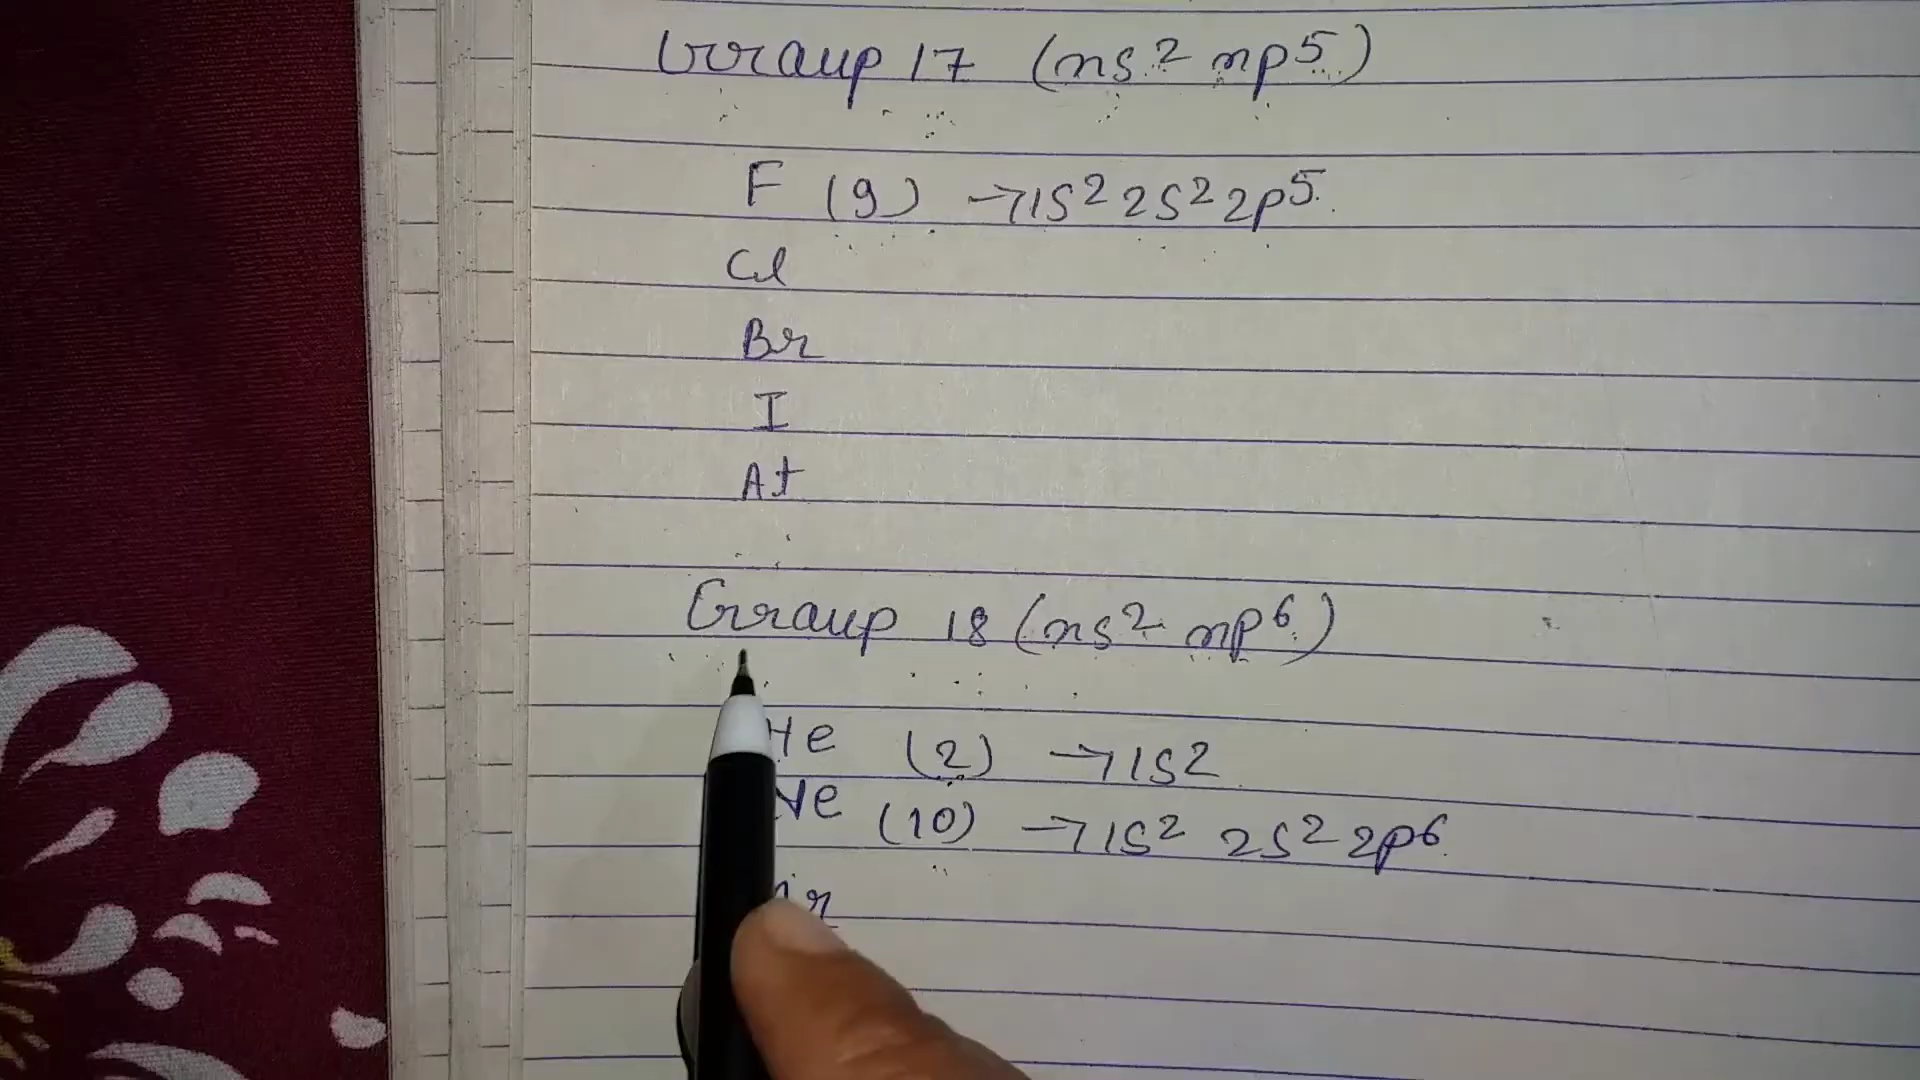 Group 17 (ns2 np5)
F (9) → 1s2 2s2 2p5
Cl
Br
I
At
Group 18 (ns2 np6)
He (2) → 1s2
Ne (10) → 1s2 2s2 2p6